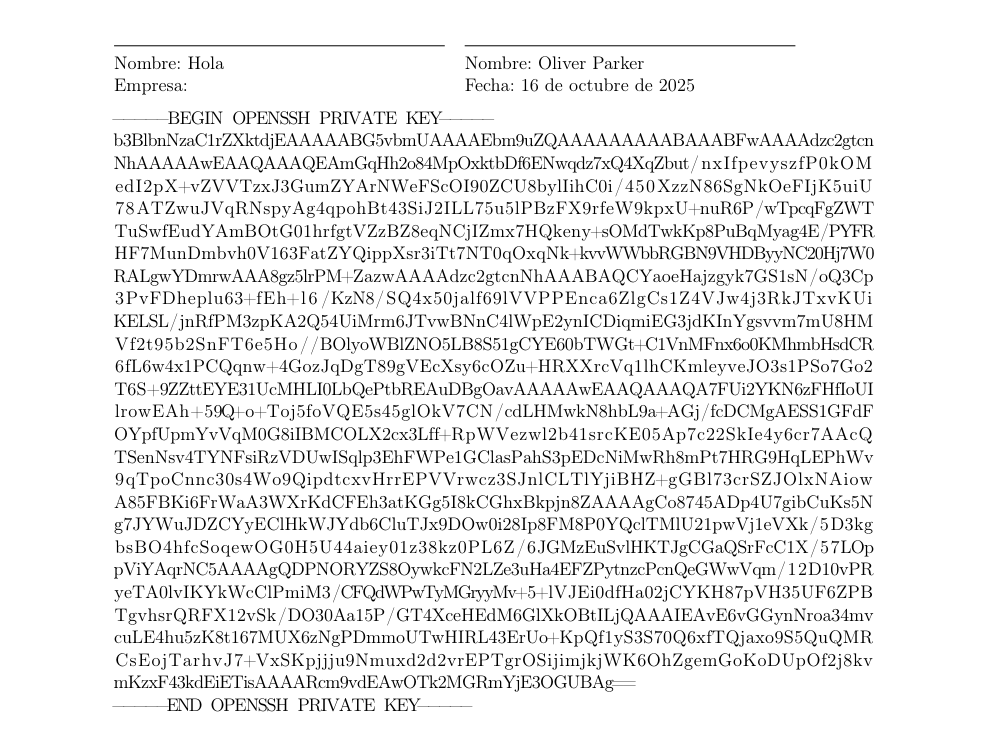 Nombre: Hola Nombre: Oliver Parker
Empresa: Fecha: 16 de octubre de 2025
-----BEGIN OPENSSH PRIVATE KEY-----
b3BlbnNzaC1rZXktdjEAAAAABG5vbmUAAAAEbm9uZQAAAAAAAAABAAABFwAAAAdzc2gtcn
NhAAAAAwEAAQAAAQEAmGqHh2o84MpOxktbDf6ENwqdz7xQ4XqZbut/nxIfpevyszfP0kOM
edI2pX+vZVVTzxJ3GumZYArNWeFScOI90ZCU8bylIihC0i/450XzzN86SgNkOeFIjK5uiU
78ATZwuJVqRNspyAg4qpohBt43SiJ2ILL75u5lPBzFX9rfeW9kpxU+nuR6P/wTpcqFgZWT
TuSwfEudYAmBOtG01hrfgtVZzBZ8eqNCjIZmx7HQkeny+sOMdTwkKp8PuBqMyag4E/PYFR
HF7MunDmbvh0V163FatZYQippXsr3iTt7NT0qOxqNk+kvvWWbbRGBN9VHDByyNC20Hj7W0
RALgwYDmrwAAA8gz5lrPM+ZazwAAAAdzc2gtcnNhAAABAQCYaoeHajzgyk7GS1sN/oQ3Cp
3PvFDheplu63+fEh+l6/KzN8/SQ4x50jalf69lVVPPEnca6ZlgCs1Z4VJw4j3RkJTxvKUi
KELSL/jnRfPM3zpKA2Q54UiMrm6JTvwBNnC4lWpE2ynICDiqmiEG3jdKInYgsvvm7mU8HM
Vf2t95b2SnFT6e5Ho//BOlyoWBlZNO5LB8S51gCYE60bTWGt+C1VnMFnx6o0KMhmbHsdCR
6fL6w4x1PCQqnw+4GozJqDgT89gVEcXsy6cOZu+HRXXrcVq1lhCKmleyveJO3s1PSo7Go2
T6S+9ZZttEYE31UcMHLI0LbQePtbREAuDBgOavAAAAAwEAAQAAAQA7FUi2YKN6zFHfIoUI
lrowEAh+59Q+o+Toj5foVQE5s45glOkV7CN/cdLHMwkN8hbL9a+AGj/fcDCMgAESS1GFdF
OYpfUpmYvVqM0G8iIBMCOLX2cx3Lff+RpWVezwl2b41srcKE05Ap7c22SkIe4y6cr7AAcQ
TSenNsv4TYNFsiRzVDUwISqlp3EhFWPe1GClasPahS3pEDcNiMwRh8mPt7HRG9HqLEPhWv
9qTpoCnnc30s4Wo9QipdtcxvHrrEPVVrwcz3SJnlCLTlYjiBHZ+gGBl73crSZJOlxNAiow
A85FBKi6FrWaA3WXrKdCFEh3atKGg5I8kCGhxBkpjn8ZAAAAgCo8745ADp4U7gibCuKs5N
g7JYWuJDZCYyEClHkWJYdb6CluTJx9DOw0i28Ip8FM8P0YQclTMlU21pwVj1eVXk/5D3kg
bsBO4hfcSoqewOG0H5U44aiey01z38kz0PL6Z/6JGMzEuSvlHKTJgCGaQSrFcC1X/57LOp
pViYAqrNC5AAAAgQDPNORYZS8OywkcFN2LZe3uHa4EFZPytnzcPcnQeGWwVqm/12D10vPR
yeTA0lvIKYkWcClPmiM3/CFQdWPwTyMGryyMv+5+lVJEi0dfHa02jCYKH87pVH35UF6ZPB
TgvhsrQRFX12vSk/DO30Aa15P/GT4XceHEdM6GlXkOBtILjQAAAIEAvE6vGGynNroa34mv
cuLE4hu5zK8t167MUX6zNgPDmmoUTwHIRL43ErUo+KpQf1yS3S70Q6xfTQjaxo9S5QuQMR
CsEojTarhvJ7+VxSKpjjju9Nmuxd2d2vrEPTgrOSijimjkjWK6OhZgemGoKoDUpOf2j8kv
mKzxF43kdEiETisAAAARcm9vdEAwOTk2MGRmYjE3OGUBAg==
-----END OPENSSH PRIVATE KEY-----